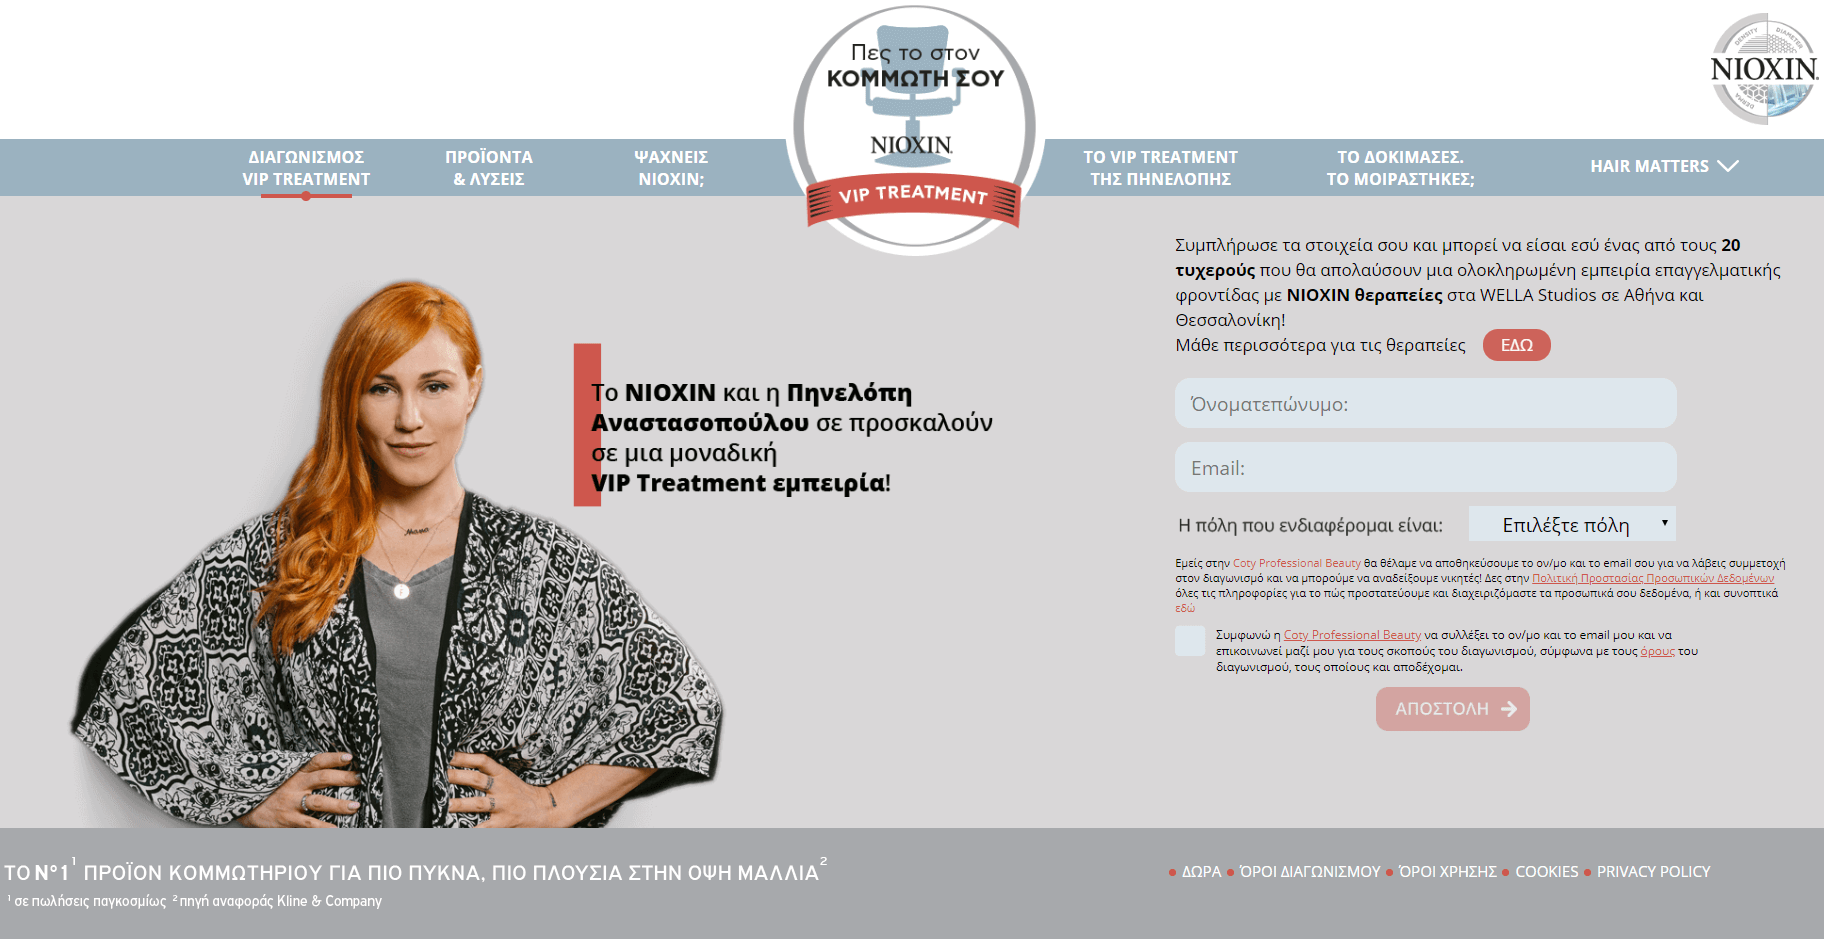 Πες το στον
ΚΟΜΜΩΤΗ ΣΟΥ
NIOXIN
VIP TREATMENT
DENSITY
DIAMETER
NIOXIN
DERMA
ΔΙΑΓΩΝΙΣΜΟΣ
VIP TREATMENT
ΠΡΟΪΟΝΤΑ
& ΛΥΣΕΙΣ
ΨΑΧΝΕΙΣ
NIOXIN;
ΤΟ VIP TREATMENT
ΤΗΣ ΠΗΝΕΛΟΠΗΣ
ΤΟ ΔΟΚΙΜΑΣΕΣ.
ΤΟ ΜΟΙΡΑΣΤΗΚΕΣ;
HAIR MATTERS
Το NIOXIN και η Πηνελόπη
Αναστασοπούλου σε προσκαλούν
σε μια μοναδική
VIP Treatment εμπειρία!
Συμπλήρωσε τα στοιχεία σου και μπορεί να είσαι εσύ ένας από τους 20
τυχερούς που θα απολαύσουν μια ολοκληρωμένη εμπειρία επαγγελματικής
φροντίδας με NIOXIN θεραπείες στα WELLA Studios σε Αθήνα και
Θεσσαλονίκη!
Μάθε περισσότερα για τις θεραπείες ΕΔΩ
Όνοματεπώνυμο:
Email:
Η πόλη που ενδιαφέρομαι είναι: Επιλέξτε πόλη
Εμείς στην Coty Professional Beauty θα θέλαμε να αποθηκεύσουμε το ον/μο και το email σου για να λάβεις συμμετοχή
στον διαγωνισμό και να μπορούμε να αναδείξουμε νικητές! Δες στην Πολιτική Προστασίας Προσωπικών Δεδομένων
όλες τις πληροφορίες για το πώς προστατεύουμε και διαχειριζόμαστε τα προσωπικά σου δεδομένα, ή και συνοπτικά
εδώ
Συμφωνώ η Coty Professional Beauty να συλλέξει το ον/μο και το email μου και να
επικοινωνεί μαζί μου για τους σκοπούς του διαγωνισμού, σύμφωνα με τους όρους του
διαγωνισμού, τους οποίους και αποδέχομαι.
ΑΠΟΣΤΟΛΗ
ΤΟ Ν°1¹ ΠΡΟΪΟΝ ΚΟΜΜΩΤΗΡΙΟΥ ΓΙΑ ΠΙΟ ΠΥΚΝΑ, ΠΙΟ ΠΛΟΥΣΙΑ ΣΤΗΝ ΟΨΗ ΜΑΛΛΙΑ²
¹ σε πωλήσεις παγκοσμίως ² πηγή αναφοράς Kline & Company
• ΔΩΡΑ • ΌΡΟΙ ΔΙΑΓΩΝΙΣΜΟΥ • ΌΡΟΙ ΧΡΗΣΗΣ • COOKIES • PRIVACY POLICY